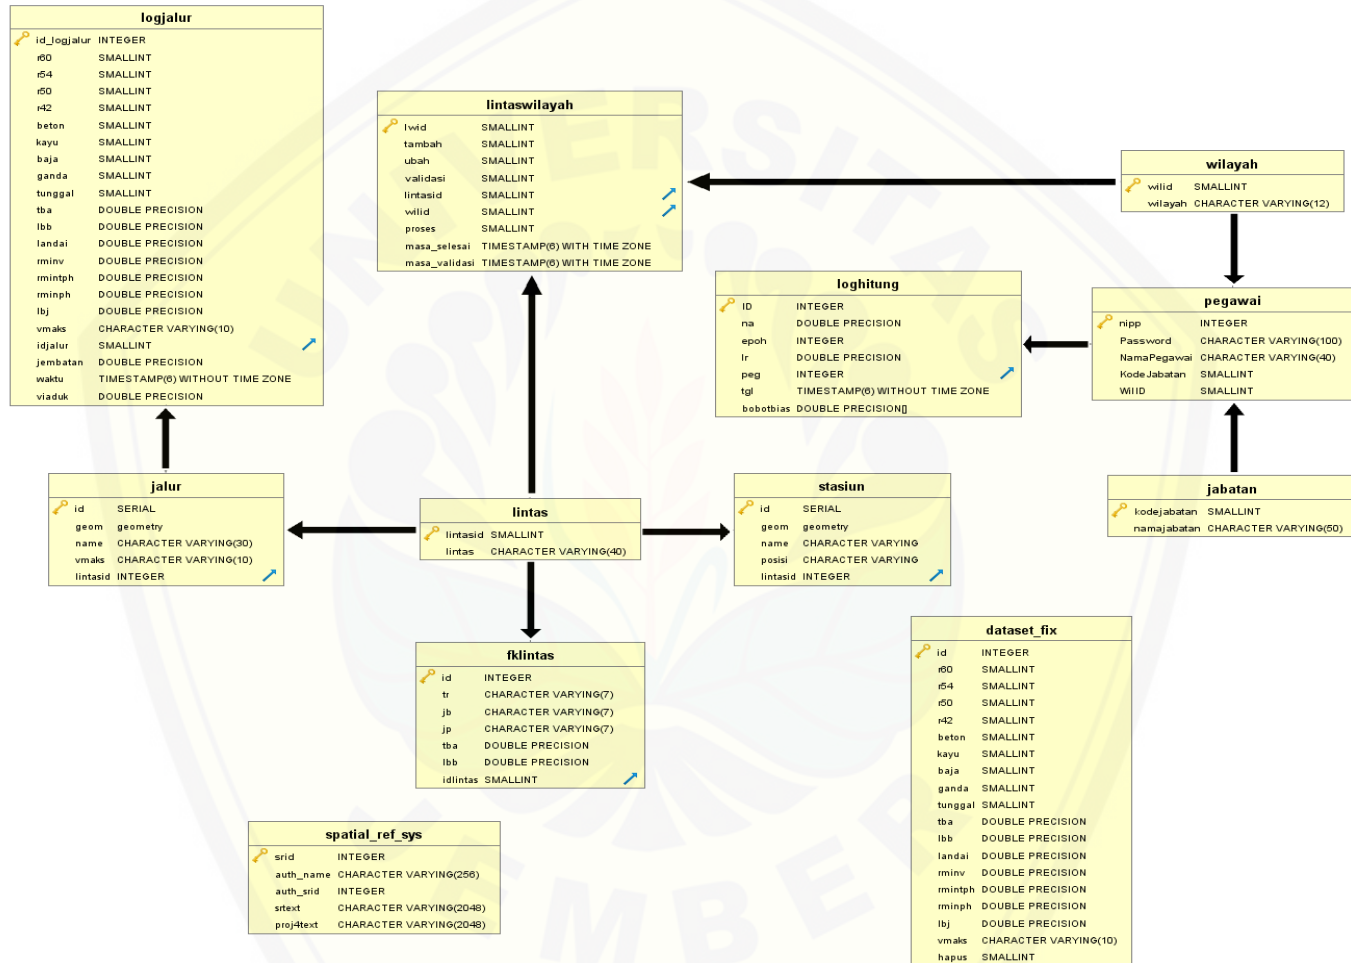 logjalur
id_logjalur INTEGER
r60 SMALLINT
r54 SMALLINT
r50 SMALLINT
r42 SMALLINT
beton SMALLINT
kayu SMALLINT
baja SMALLINT
ganda SMALLINT
tunggal SMALLINT
tba DOUBLE PRECISION
lbb DOUBLE PRECISION
landai DOUBLE PRECISION
rminv DOUBLE PRECISION
rmintph DOUBLE PRECISION
rminph DOUBLE PRECISION
lbj DOUBLE PRECISION
vmaks CHARACTER VARYING(10)
idjalur SMALLINT
jembatan DOUBLE PRECISION
waktu TIMESTAMP(6) WITHOUT TIME ZONE
viaduk DOUBLE PRECISION
lintaswilayah
lwid SMALLINT
tambah SMALLINT
ubah SMALLINT
validasi SMALLINT
lintasid SMALLINT
wilid SMALLINT
proses SMALLINT
masa_selesai TIMESTAMP(6) WITH TIME ZONE
masa_validasi TIMESTAMP(6) WITH TIME ZONE
wilayah
wilid SMALLINT
wilayah CHARACTER VARYING(12)
loghitung
ID INTEGER
na DOUBLE PRECISION
epoh INTEGER
lr DOUBLE PRECISION
peg INTEGER
tgl TIMESTAMP(6) WITHOUT TIME ZONE
bobotbias DOUBLE PRECISION[]
pegawai
nipp INTEGER
Password CHARACTER VARYING(100)
NamaPegawai CHARACTER VARYING(40)
KodeJabatan SMALLINT
WilID SMALLINT
jalur
id SERIAL
geom geometry
name CHARACTER VARYING(30)
vmaks CHARACTER VARYING(10)
lintasid INTEGER
lintas
lintasid SMALLINT
lintas CHARACTER VARYING(40)
stasiun
id SERIAL
geom geometry
name CHARACTER VARYING
posisi CHARACTER VARYING
lintasid INTEGER
jabatan
kodejabatan SMALLINT
namajabatan CHARACTER VARYING(50)
fklintas
id INTEGER
tr CHARACTER VARYING(7)
jb CHARACTER VARYING(7)
jp CHARACTER VARYING(7)
tba DOUBLE PRECISION
lbb DOUBLE PRECISION
idlintas SMALLINT
dataset_fix
id INTEGER
r60 SMALLINT
r54 SMALLINT
r50 SMALLINT
r42 SMALLINT
beton SMALLINT
kayu SMALLINT
baja SMALLINT
ganda SMALLINT
tunggal SMALLINT
tba DOUBLE PRECISION
lbb DOUBLE PRECISION
landai DOUBLE PRECISION
rminv DOUBLE PRECISION
rmintph DOUBLE PRECISION
rminph DOUBLE PRECISION
lbj DOUBLE PRECISION
vmaks CHARACTER VARYING(10)
hapus SMALLINT
spatial_ref_sys
srid INTEGER
auth_name CHARACTER VARYING(256)
auth_srid INTEGER
srtext CHARACTER VARYING(2048)
proj4text CHARACTER VARYING(2048)
UNIVERSITAS
JEMBER